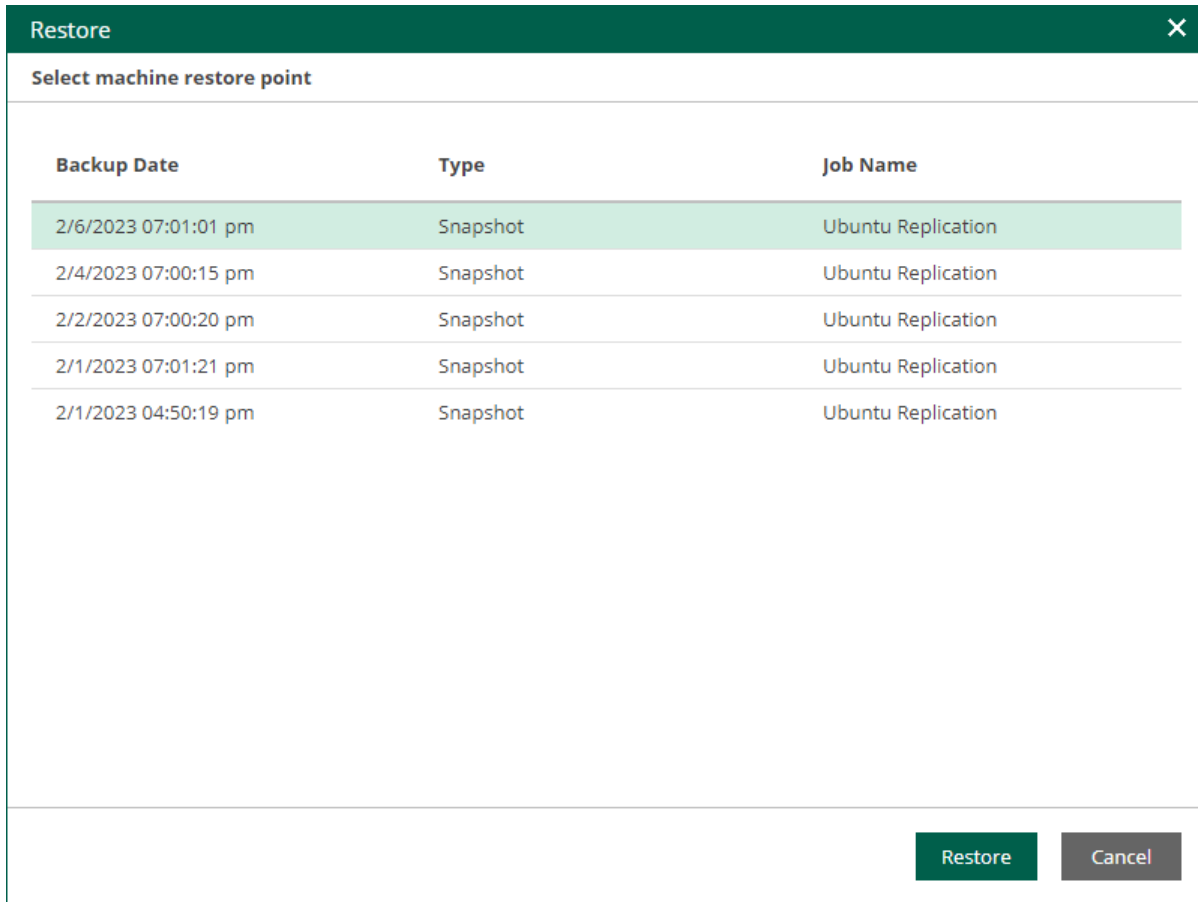 Restore
Select machine restore point
Backup Date Type Job Name
2/6/2023 07:01:01 pm Snapshot Ubuntu Replication
2/4/2023 07:00:15 pm Snapshot Ubuntu Replication
2/2/2023 07:00:20 pm Snapshot Ubuntu Replication
2/1/2023 07:01:21 pm Snapshot Ubuntu Replication
2/1/2023 04:50:19 pm Snapshot Ubuntu Replication
Restore Cancel